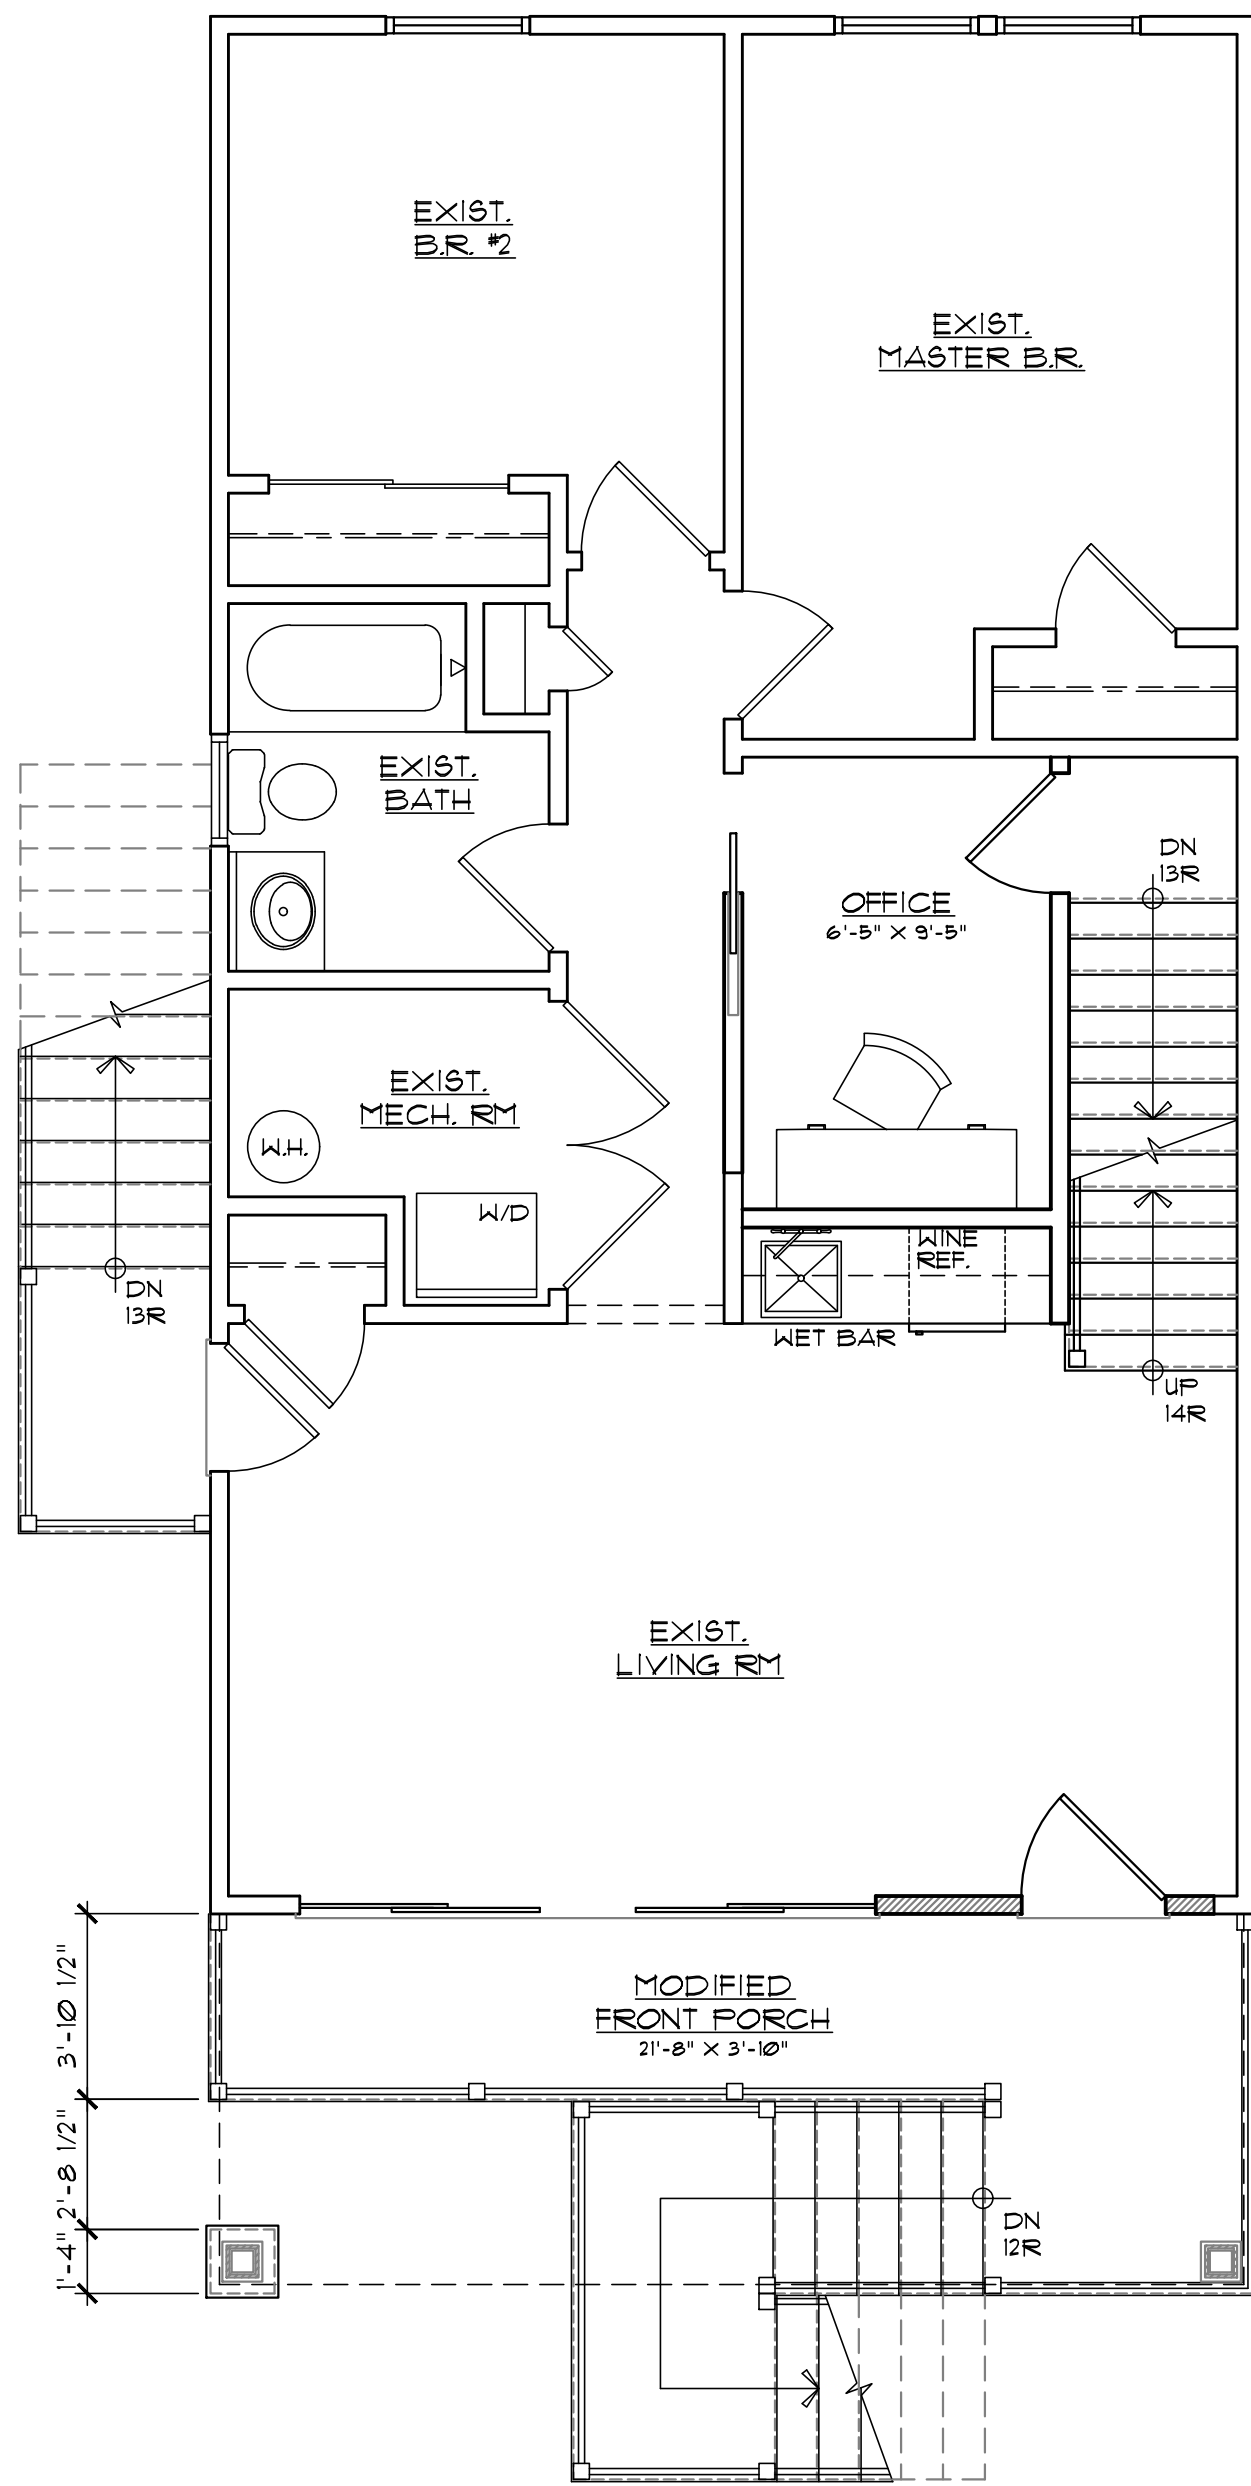 EXIST.
B.R. #2
EXIST.
MASTER B.R.
EXIST.
BATH
DN
13R
OFFICE
6'-5" X 9'-5"
EXIST.
MECH. RM
W.H.
W/D
WINE
REF.
DN
13R
WET BAR
UP
14R
EXIST.
LIVING RM
3'-10 1/2"
MODIFIED
FRONT PORCH
21'-8" X 3'-10"
2'-8 1/2"
DN
12R
1'-4"